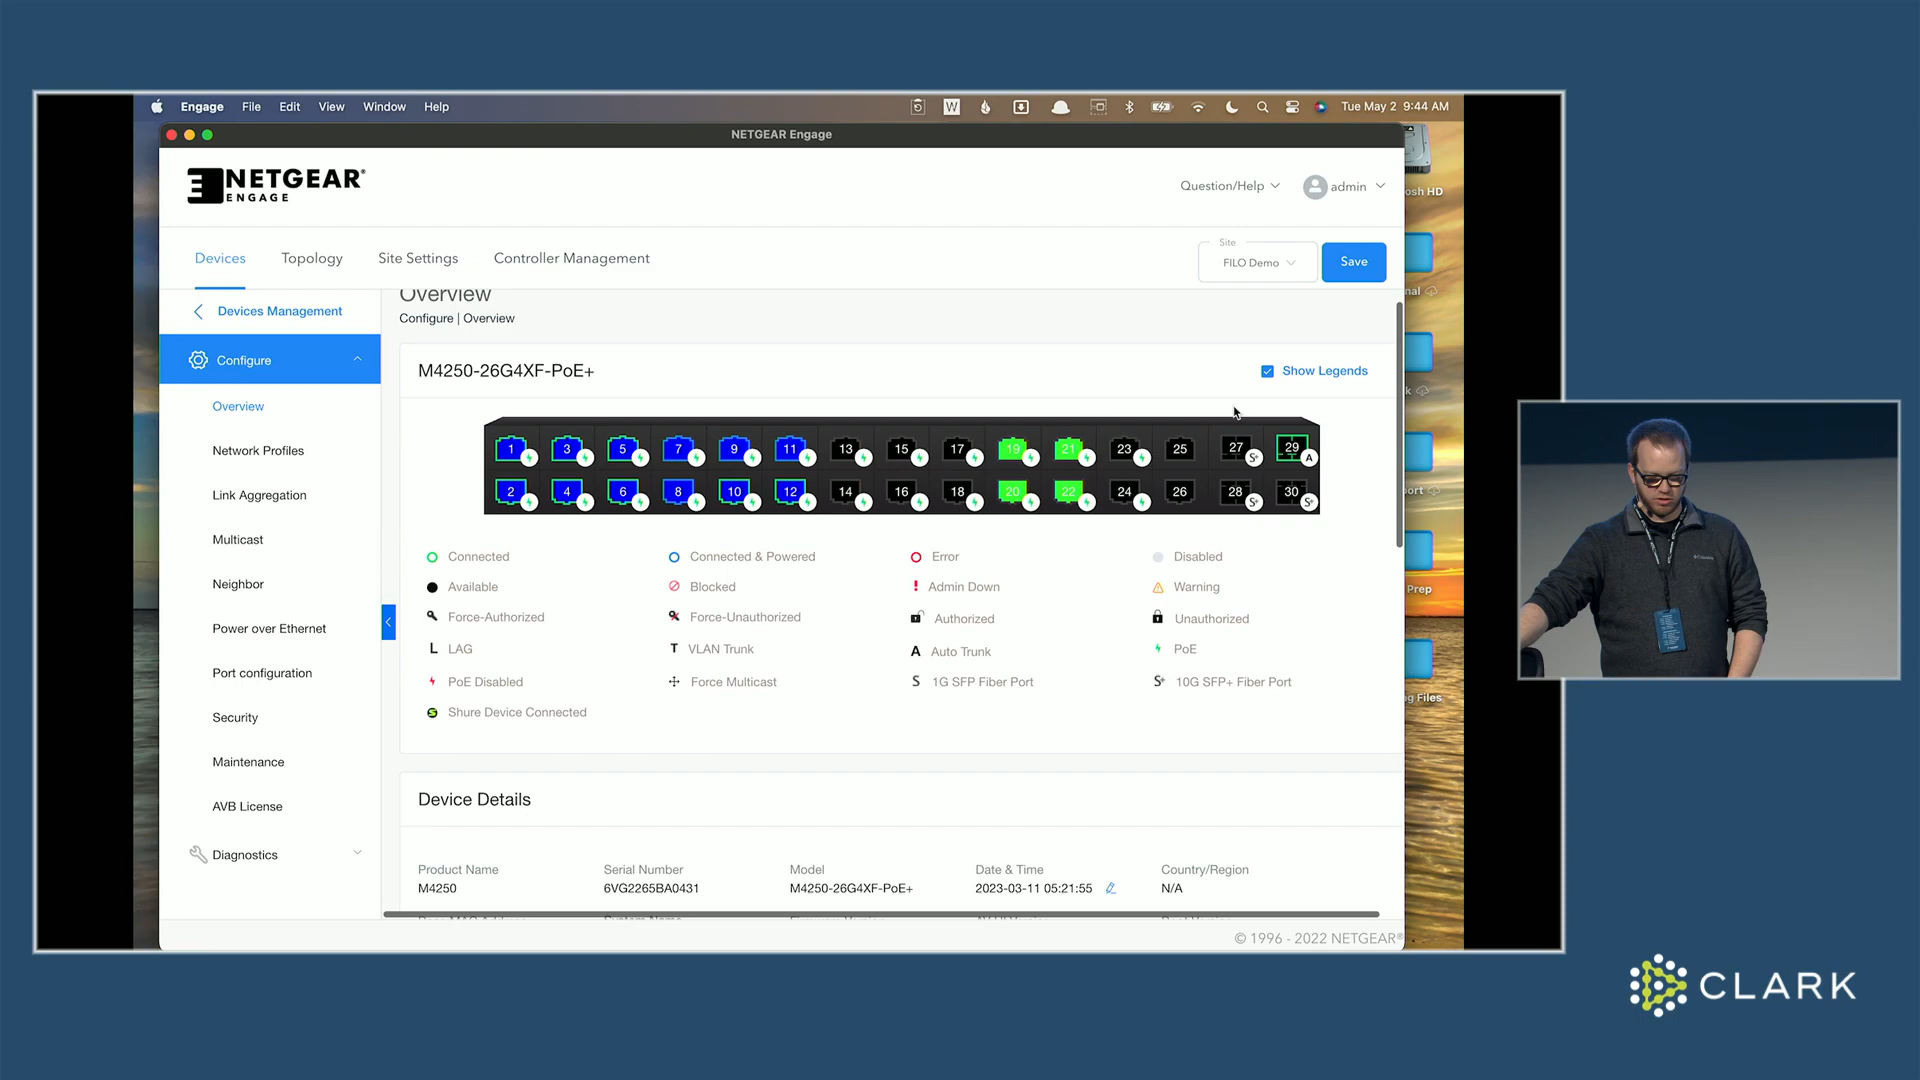 Engage File Edit View Window Help
W
Tue May 2 9:44 AM
NETGEAR Engage
NETGEAR®
ENGAGE
Question/Help
admin
osh HD
Devices Topology Site Settings Controller Management
Site
FILO Demo
Save
Devices Management
Configure
Overview
Network Profiles
Link Aggregation
Multicast
Neighbor
Power over Ethernet
Port configuration
Security
Maintenance
AVB License
Diagnostics
Overview
Configure | Overview
M4250-26G4XF-PoE+
Show Legends
1 3 5 7 9 11 13 15 17 19 21 23 25 27 S+ 29 A
2 4 6 8 10 12 14 16 18 20 22 24 26 28 S+ 30 S+
Connected Connected & Powered Error Disabled
Available Blocked ! Admin Down Warning
Force-Authorized Force-Unauthorized Authorized Unauthorized
L LAG T VLAN Trunk A Auto Trunk PoE
PoE Disabled Force Multicast S 1G SFP Fiber Port S+ 10G SFP+ Fiber Port
S Shure Device Connected
Device Details
Product Name Serial Number Model Date & Time Country/Region
M4250 6VG2265BA0431 M4250-26G4XF-PoE+ 2023-03-11 05:21:55 N/A
© 1996 - 2022 NETGEAR®
nal
k
ort
Prep
g Files
CLARK